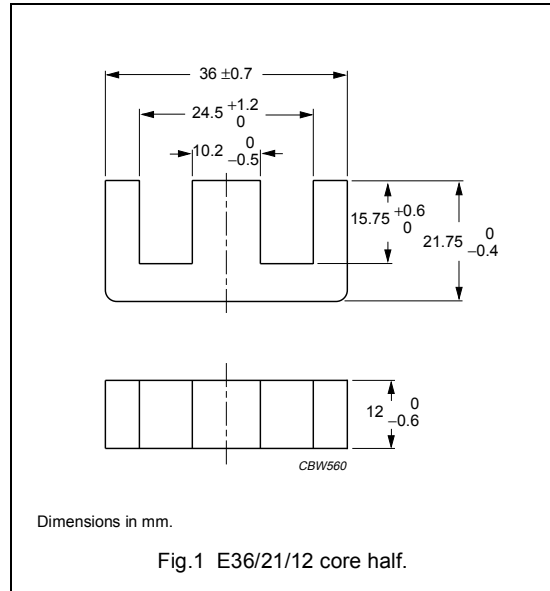 36 ±0.7
24.5 +1.2 0
10.2 0 −0.5
15.75 +0.6 0
21.75 0 −0.4
12 0 −0.6
CBW560
Dimensions in mm.
Fig.1 E36/21/12 core half.